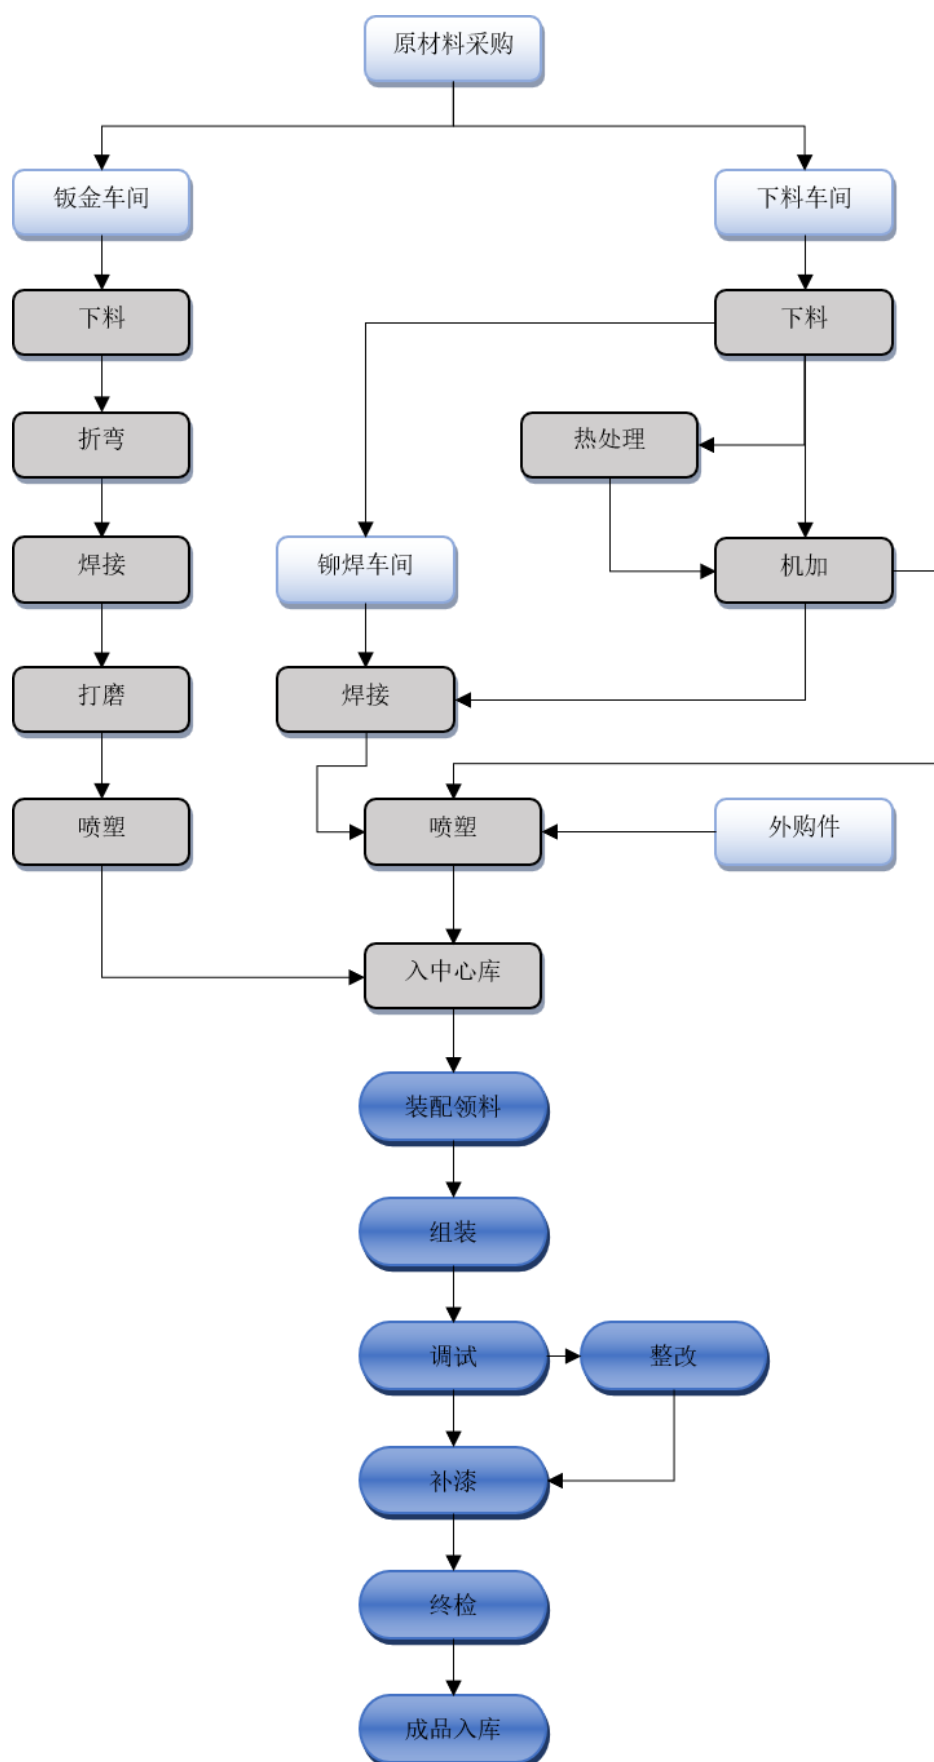 原材料采购
钣金车间
下料车间
下料
下料
折弯
热处理
焊接
铆焊车间
机加
打磨
焊接
喷塑
喷塑
外购件
入中心库
装配领料
组装
调试
整改
补漆
终检
成品入库